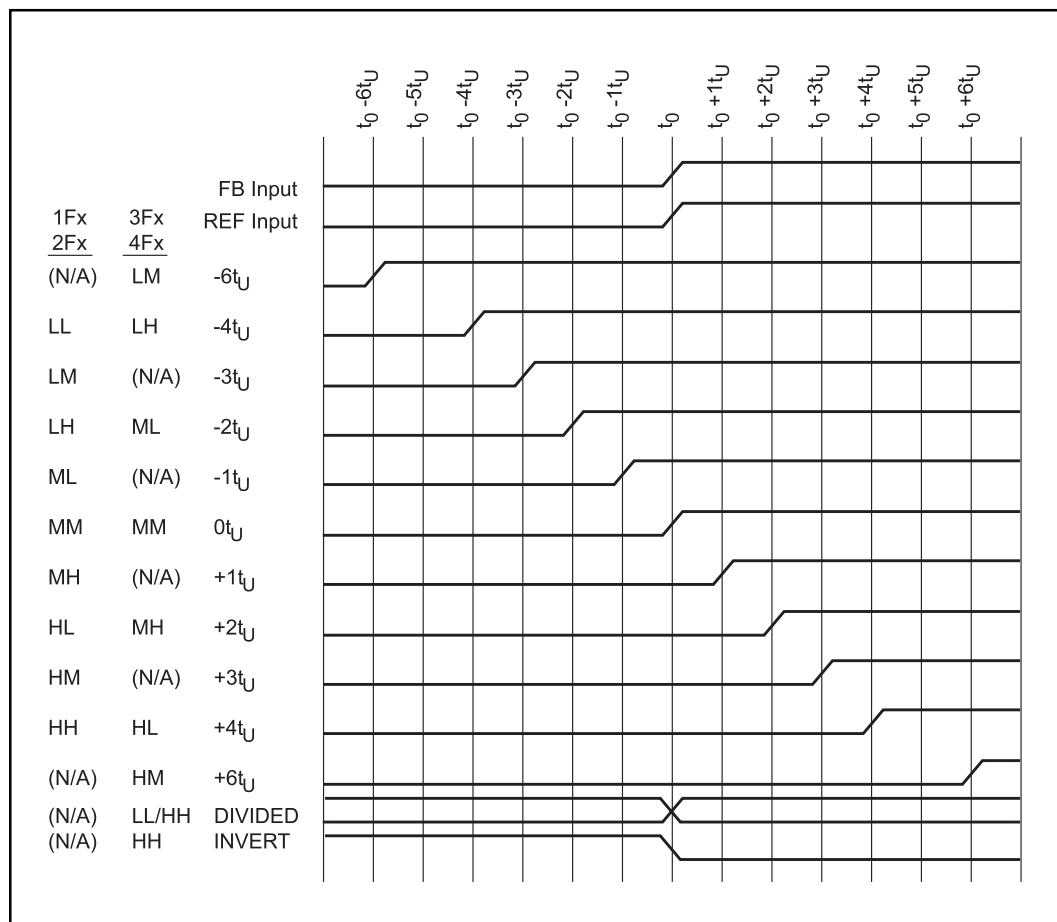 t0 -6tU
t0 -5tU
t0 -4tU
t0 -3tU
t0 -2tU
t0 -1tU
t0
t0 +1tU
t0 +2tU
t0 +3tU
t0 +4tU
t0 +5tU
t0 +6tU
FB Input
1Fx 3Fx REF Input
2Fx 4Fx
(N/A) LM -6tU
LL LH -4tU
LM (N/A) -3tU
LH ML -2tU
ML (N/A) -1tU
MM MM 0tU
MH (N/A) +1tU
HL MH +2tU
HM (N/A) +3tU
HH HL +4tU
(N/A) HM +6tU
(N/A) LL/HH DIVIDED
(N/A) HH INVERT